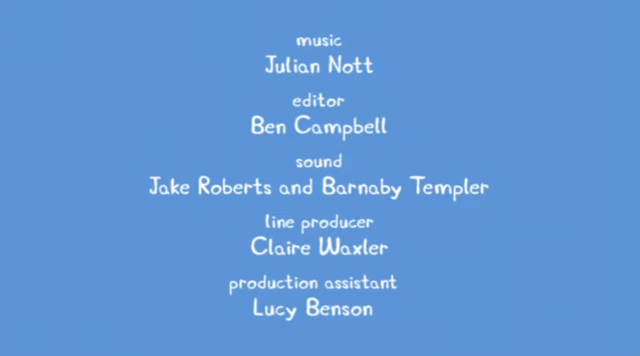 music
Julian Nott
editor
Ben Campbell
sound
Jake Roberts and Barnaby Templer
line producer
Claire Waxler
production assistant
Lucy Benson